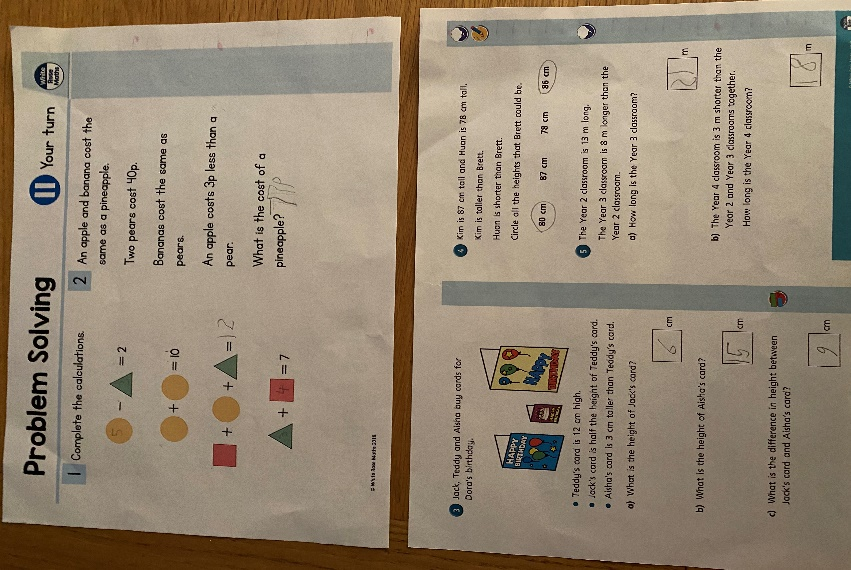 Problem Solving
11 Your turn
White
Rose
Maths
1 Complete the calculations.
5 - = 2
+ = 10
+ + = 12
+ 4 = 7
© White Rose Maths 2018
2 An apple and banana cost the
same as a pineapple.
Two pears cost 40p.
Bananas cost the same as
pears.
An apple costs 3p less than a
pear.
What is the cost of a
pineapple?
3 Jack, Teddy and Aisha buy cards for
Dora's birthday.
HAPPY
BIRTHDAY
HAPPY
BIRTHDAY
• Teddy's card is 12 cm high.
• Jack's card is half the height of Teddy's card.
• Aisha's card is 3 cm taller than Teddy's card.
a) What is the height of Jack's card?
6 cm
b) What is the height of Aisha's card?
15 cm
c) What is the difference in height between
Jack's card and Aisha's card?
9 cm
4 Kim is 87 cm tall and Huan is 78 cm tall.
Kim is taller than Brett.
Huan is shorter than Brett.
Circle all the heights that Brett could be.
80 cm 87 cm 78 cm 86 cm
5 The Year 2 classroom is 13 m long.
The Year 3 classroom is 8 m longer than the
Year 2 classroom.
a) How long is the Year 3 classroom?
21 m
b) The Year 4 classroom is 3 m shorter than the
Year 2 and Year 3 classrooms together.
How long is the Year 4 classroom?
18 m